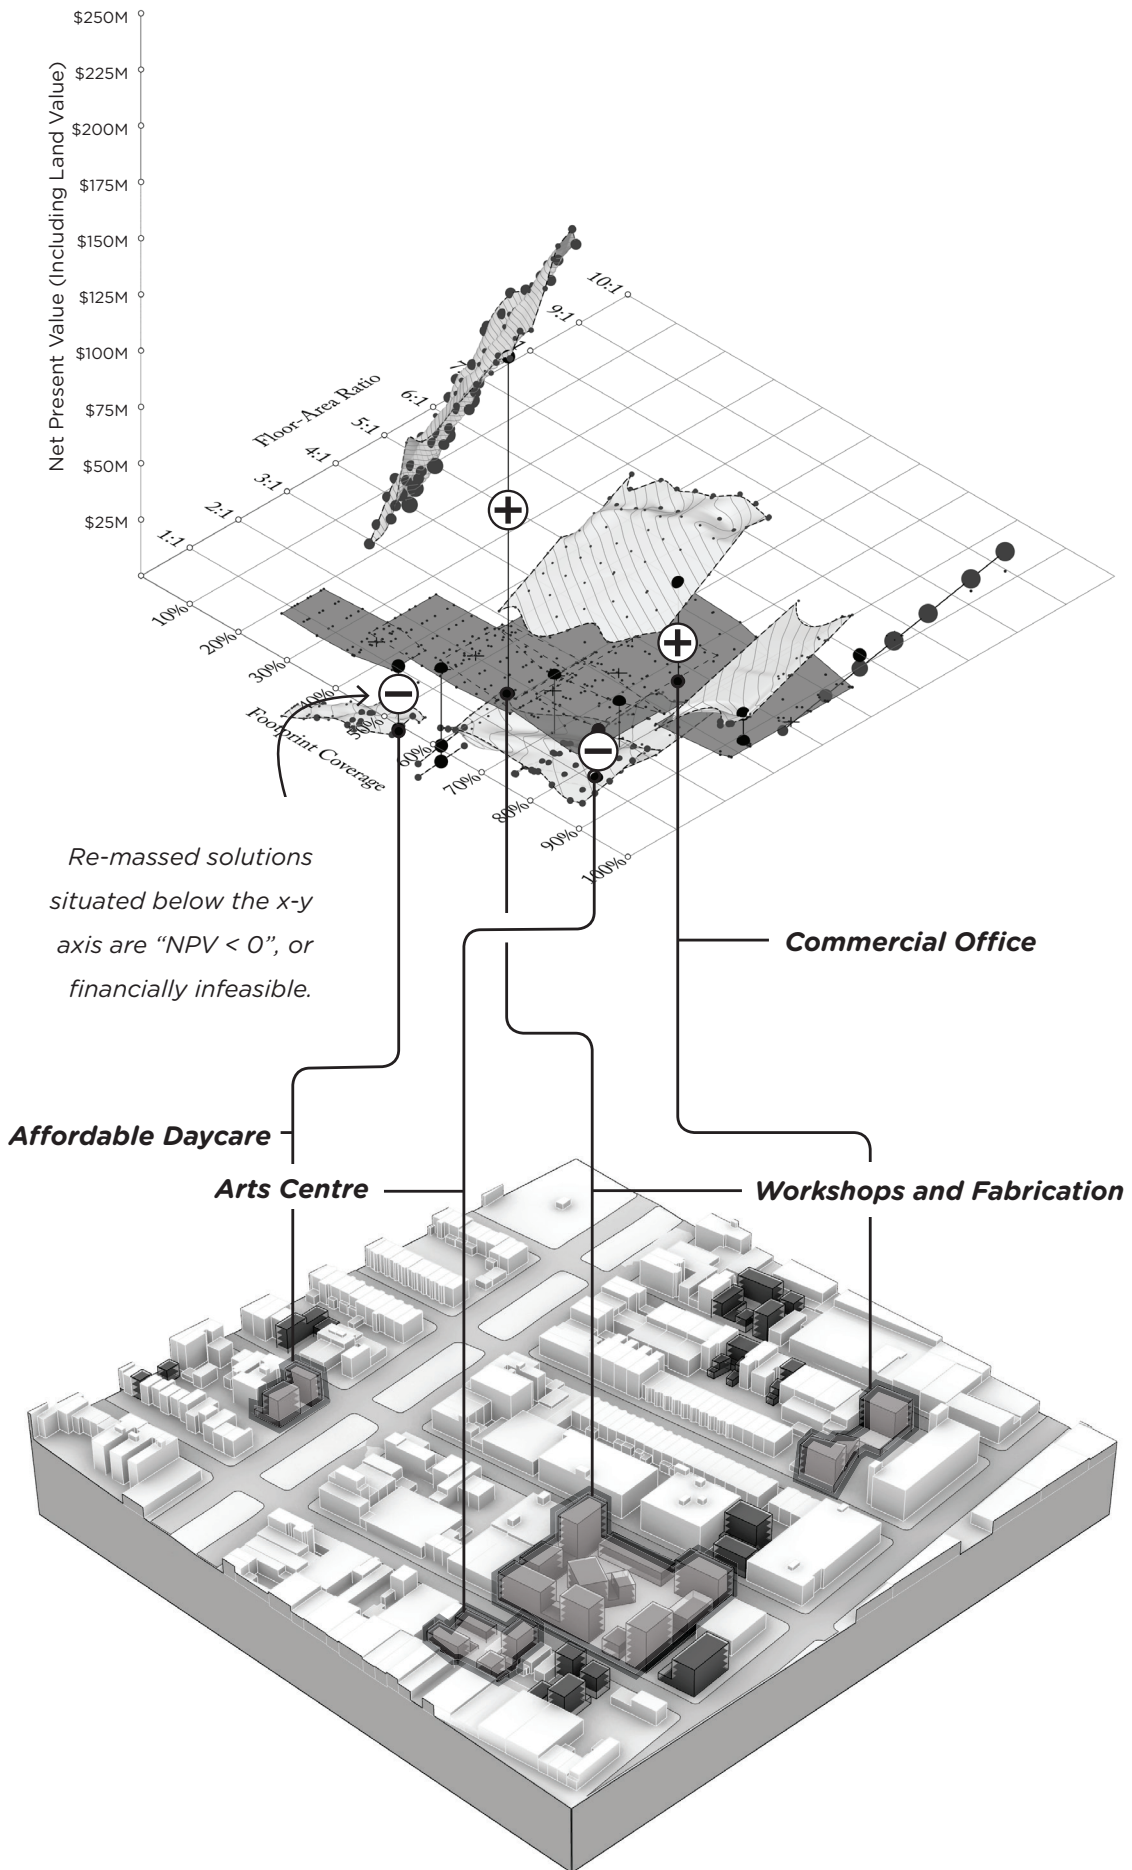 $250M
$225M
$200M
$175M
$150M
$125M
$100M
$75M
$50M
$25M
Net Present Value (Including Land Value)
10:1
9:1
6:1
5:1
4:1
3:1
2:1
1:1
Floor-Area Ratio
10%
20%
30%
40%
60%
70%
80%
90%
100%
Footprint Coverage
Re-massed solutions
situated below the x-y
axis are “NPV < 0”, or
financially infeasible.
Commercial Office
Affordable Daycare
Arts Centre
Workshops and Fabrication